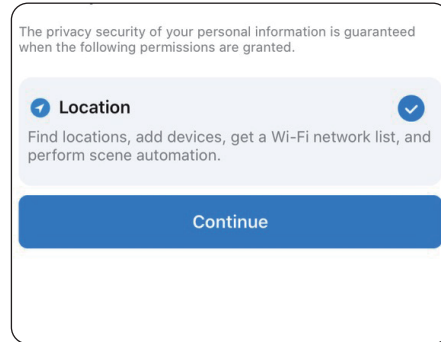 The privacy security of your personal information is guaranteed
when the following permissions are granted.
Location
Find locations, add devices, get a Wi-Fi network list, and
perform scene automation.
Continue